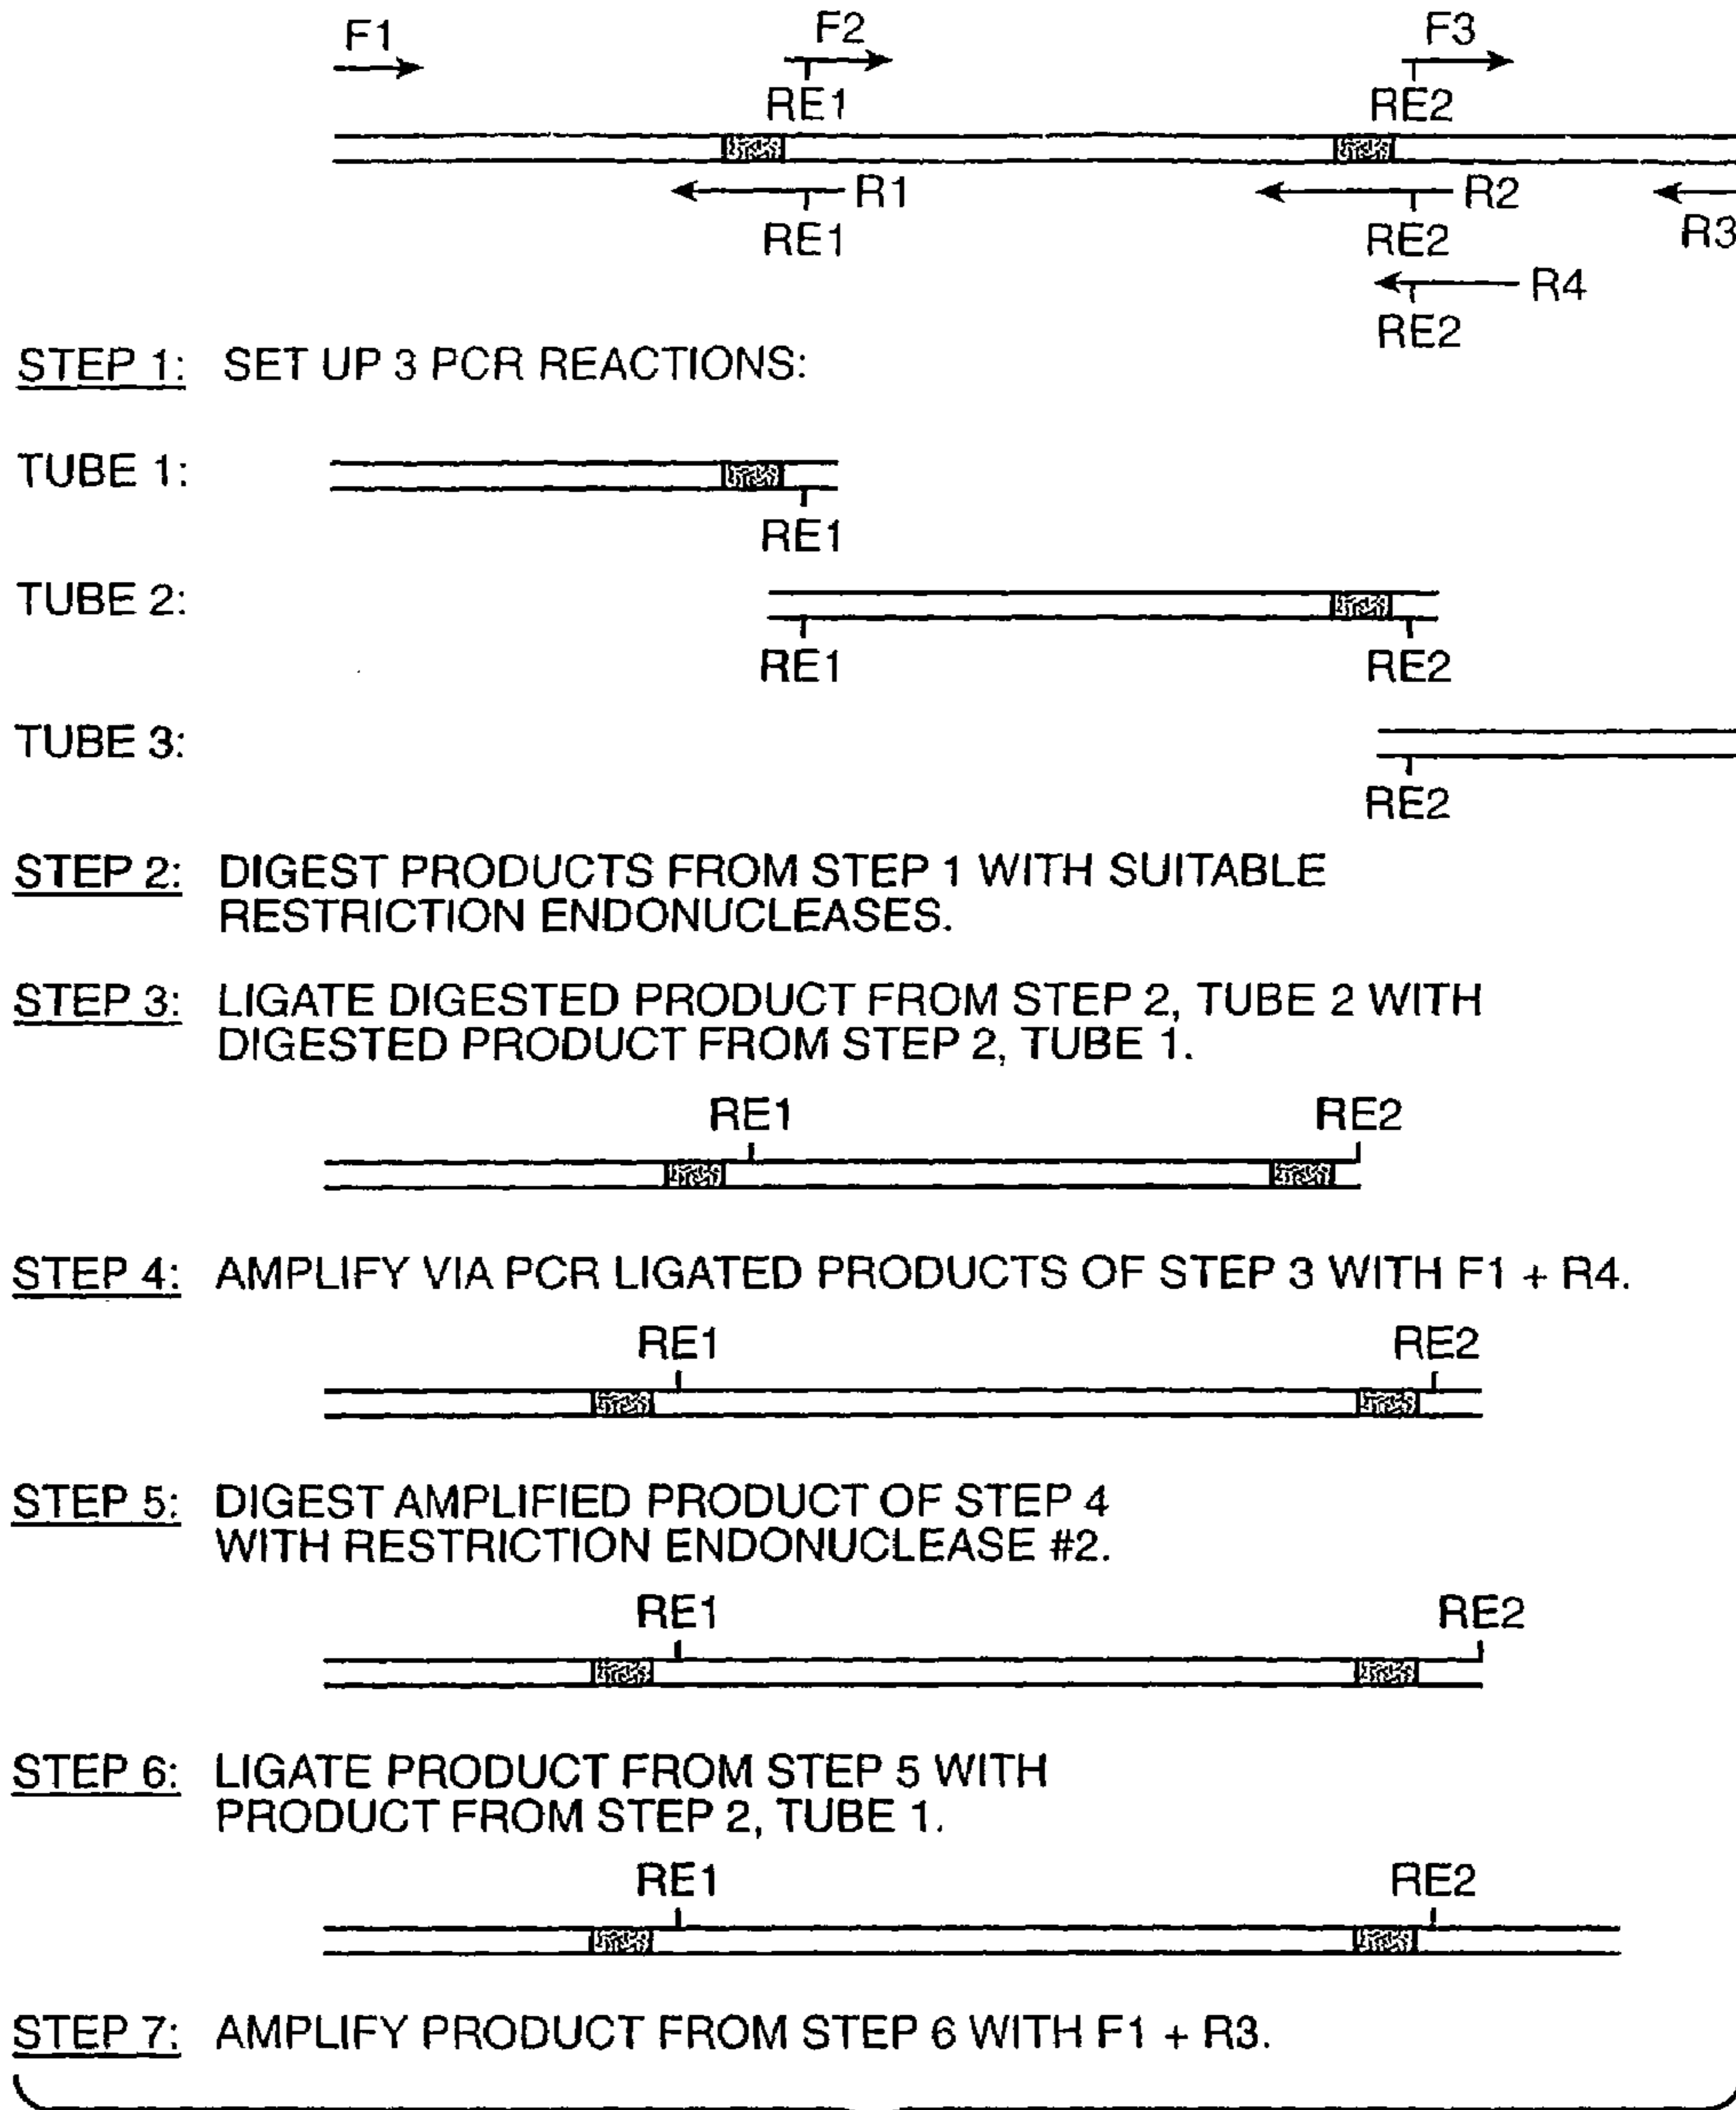 F1 F2 F3
RE1 RE2
R1 R2
RE1 RE2 R3
R4
RE2
STEP 1: SET UP 3 PCR REACTIONS:
TUBE 1:
RE1
TUBE 2:
RE1 RE2
TUBE 3:
RE2
STEP 2: DIGEST PRODUCTS FROM STEP 1 WITH SUITABLE
RESTRICTION ENDONUCLEASES.
STEP 3: LIGATE DIGESTED PRODUCT FROM STEP 2, TUBE 2 WITH
DIGESTED PRODUCT FROM STEP 2, TUBE 1.
RE1 RE2
STEP 4: AMPLIFY VIA PCR LIGATED PRODUCTS OF STEP 3 WITH F1 + R4.
RE1 RE2
STEP 5: DIGEST AMPLIFIED PRODUCT OF STEP 4
WITH RESTRICTION ENDONUCLEASE #2.
RE1 RE2
STEP 6: LIGATE PRODUCT FROM STEP 5 WITH
PRODUCT FROM STEP 2, TUBE 1.
RE1 RE2
STEP 7: AMPLIFY PRODUCT FROM STEP 6 WITH F1 + R3.